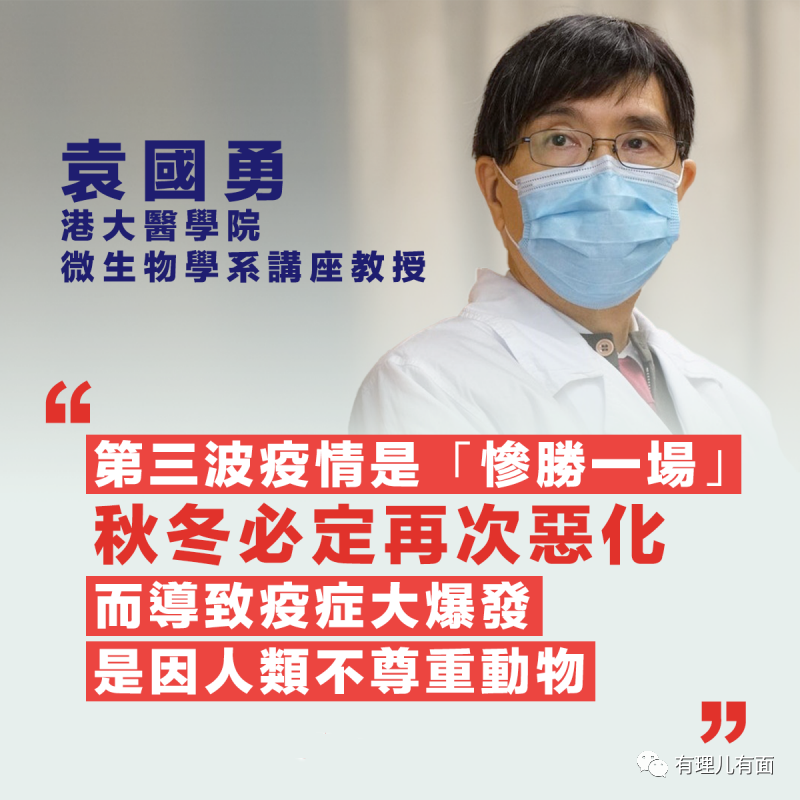 袁國勇
港大醫學院
微生物學系講座教授
“
第三波疫情是「慘勝一場」
秋冬必定再次惡化
而導致疫症大爆發
是因人類不尊重動物
”
有理儿有面